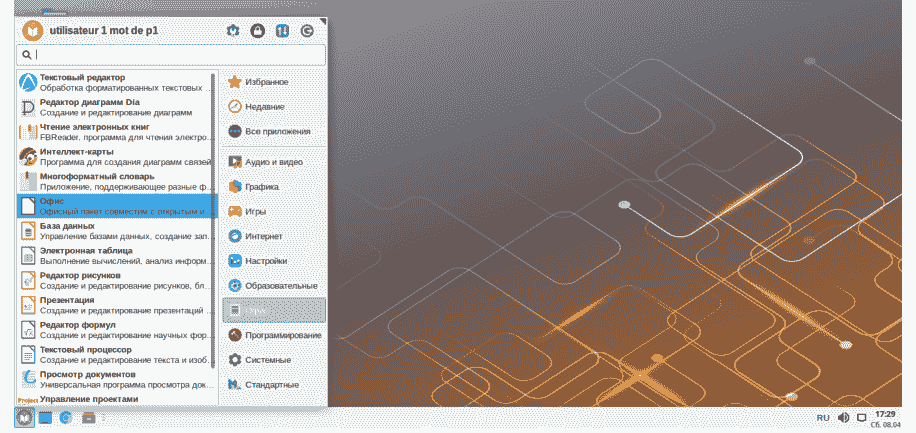 utilisateur 1 mot de p1
Текстовый редактор
Обработка форматированных текстовых ...
Редактор диаграмм Dia
Создание и редактирование диаграмм
Чтение электронных книг
FBReader, программа для чтения электро...
Интеллект-карты
Программа для создания диаграмм связей
Многоформатный словарь
Приложение, поддерживающее разные ф...
Офис
Офисный пакет совместим с открытым и ...
База данных
Управление базами данных, создание зап...
Электронная таблица
Выполнение вычислений, анализ информ...
Редактор рисунков
Создание и редактирование рисунков, бл...
Презентация
Создание и редактирование презентаций ...
Редактор формул
Создание и редактирование научных фор...
Текстовый процессор
Создание и редактирование текста и изоб...
Просмотр документов
Универсальная программа просмотра док...
Project
Управление проектами
Избранное
Недавние
Все приложения
Аудио и видео
Графика
Игры
Интернет
Настройки
Образовательные
Офис
Программирование
Системные
Стандартные
RU
17:29
Сб, 08.04